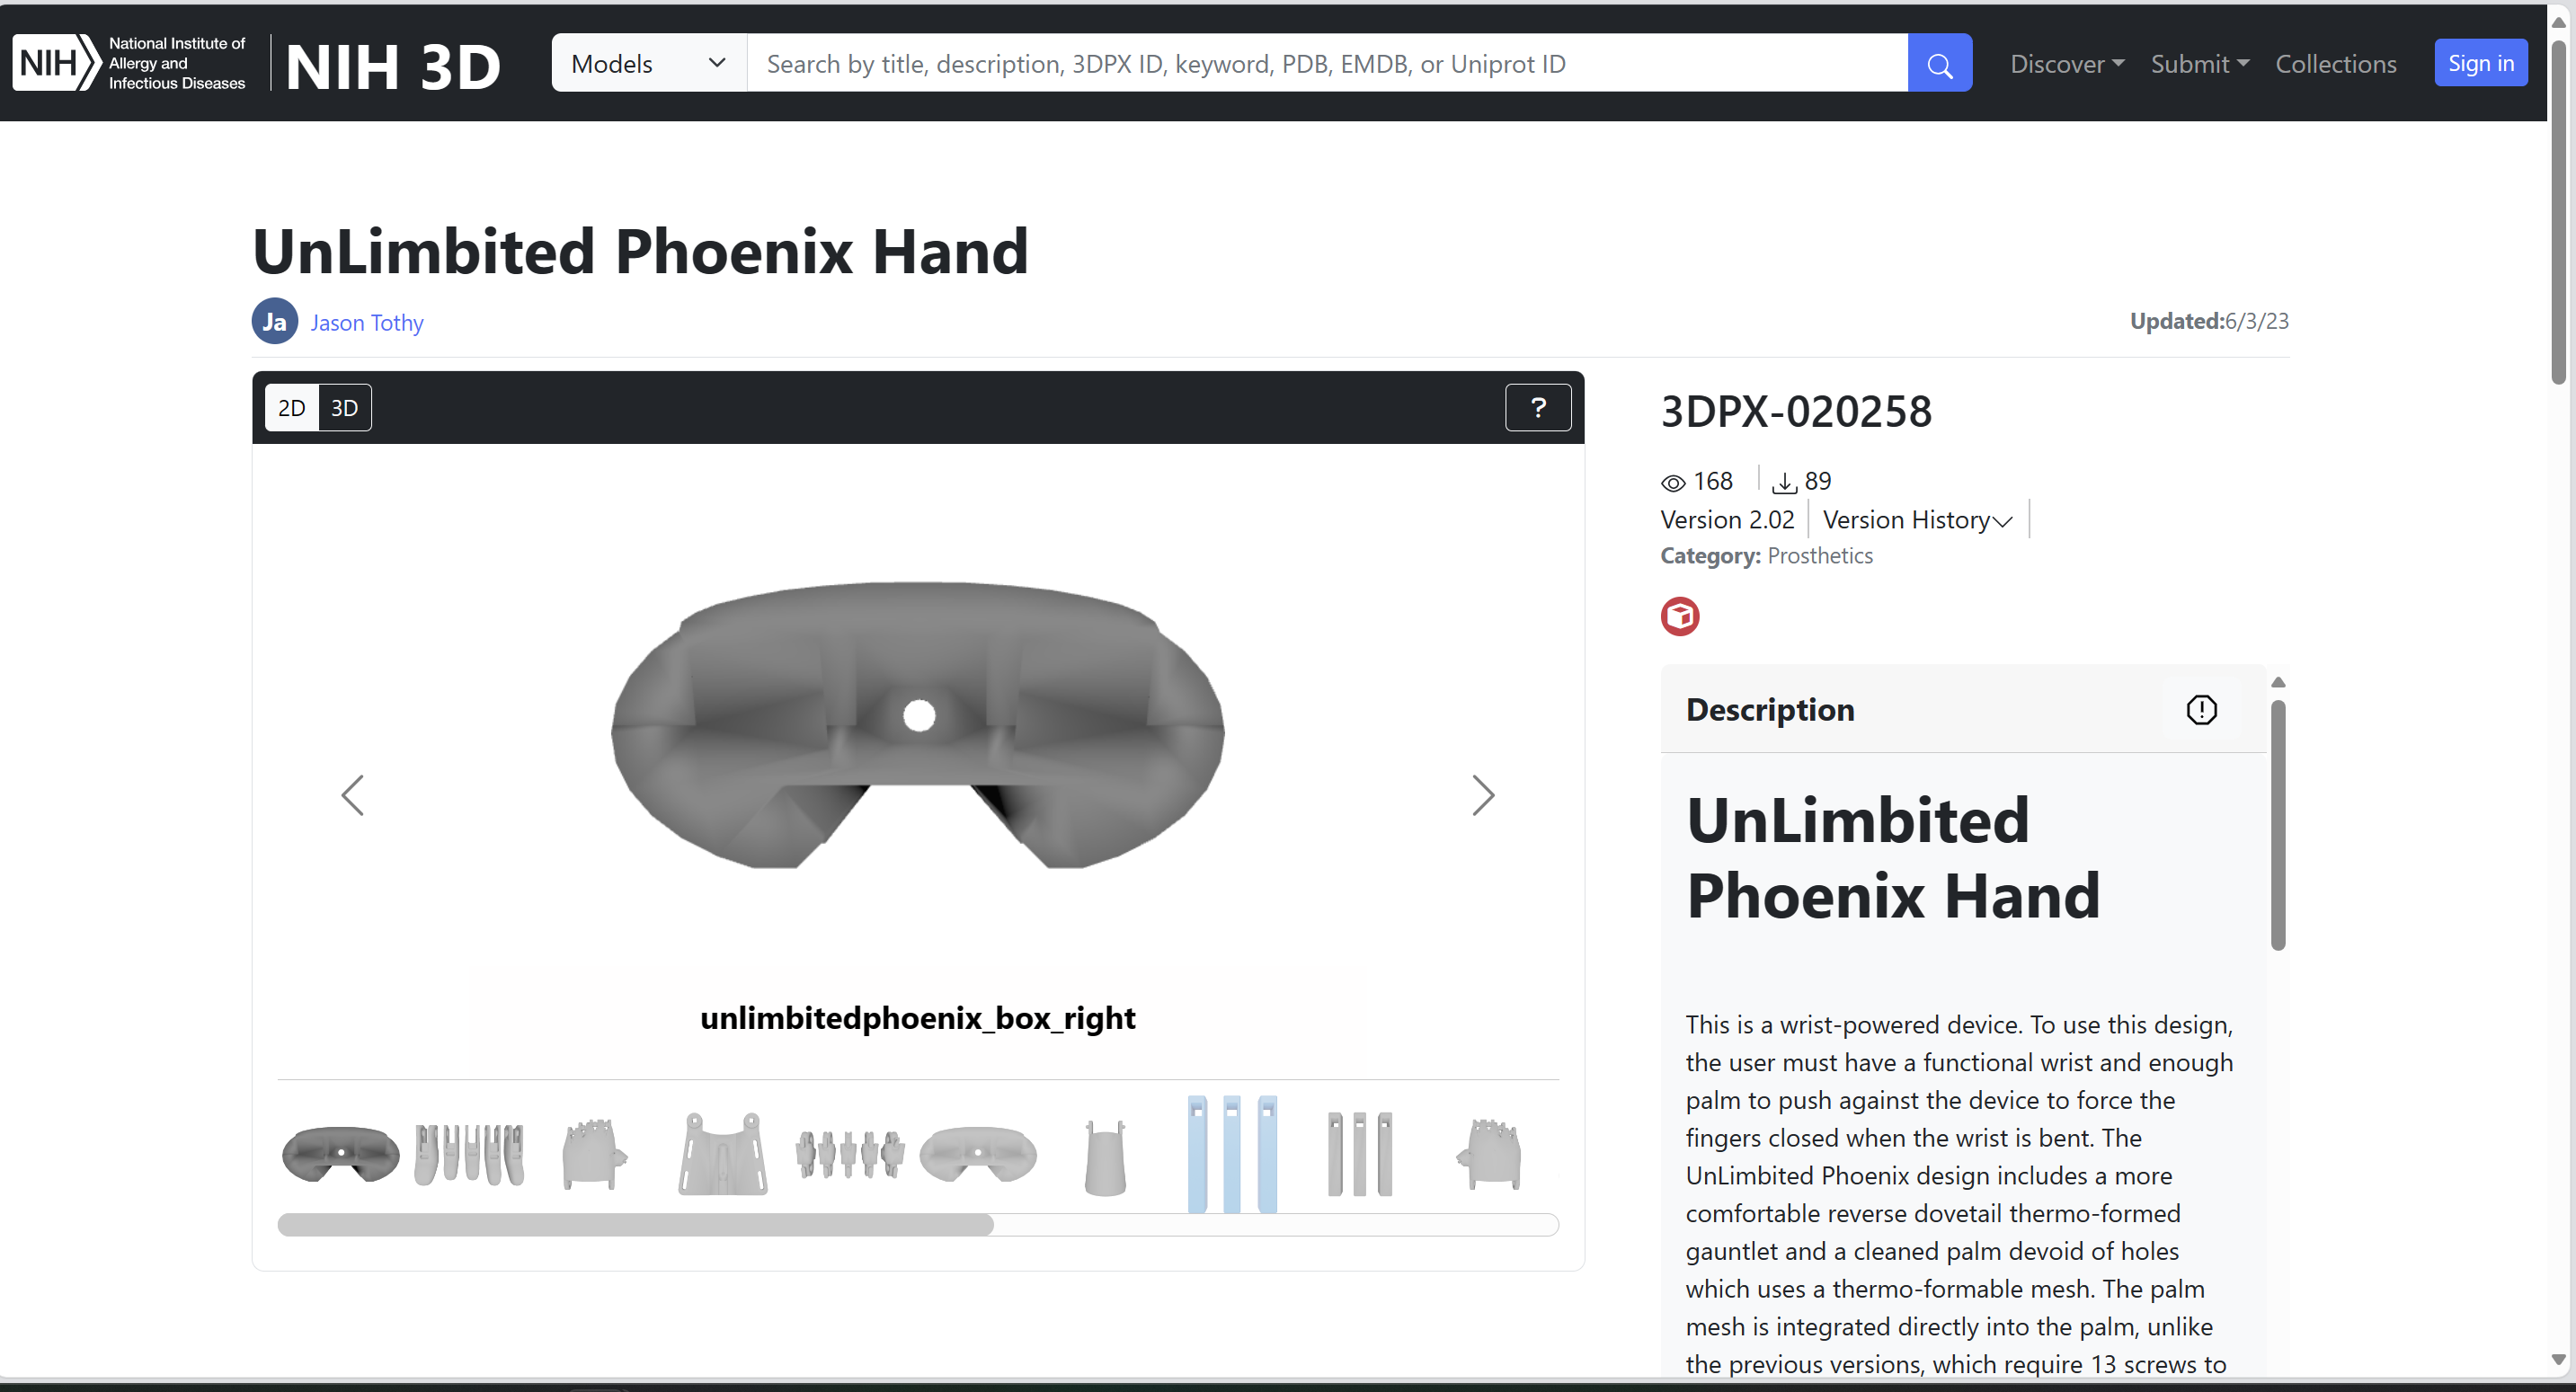 NIH
National Institute of
Allergy and
Infectious Diseases
NIH 3D
Models
Search by title, description, 3DPX ID, keyword, PDB, EMDB, or Uniprot ID
Discover
Submit
Collections
Sign in
UnLimbited Phoenix Hand
Ja
Jason Tothy
Updated:6/3/23
2D
3D
?
unlimbitedphoenix_box_right
3DPX-020258
168
89
Version 2.02
Version History
Category: Prosthetics
Description
UnLimbited
Phoenix Hand
This is a wrist-powered device. To use this design,
the user must have a functional wrist and enough
palm to push against the device to force the
fingers closed when the wrist is bent. The
UnLimbited Phoenix design includes a more
comfortable reverse dovetail thermo-formed
gauntlet and a cleaned palm devoid of holes
which uses a thermo-formable mesh. The palm
mesh is integrated directly into the palm, unlike
the previous versions, which require 13 screws to